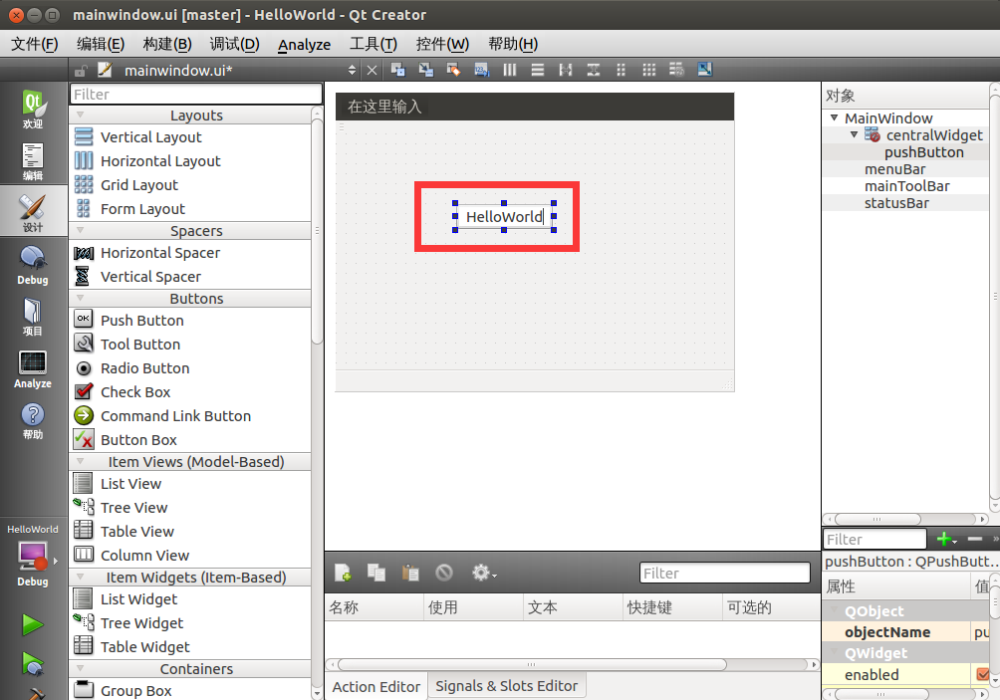 mainwindow.ui [master] - HelloWorld - Qt Creator
文件(F) 编辑(E) 构建(B) 调试(D) Analyze 工具(T) 控件(W) 帮助(H)
mainwindow.ui*
Qt
欢迎
编辑
设计
Debug
项目
Analyze
帮助
HelloWorld
Debug
Filter
Layouts
Vertical Layout
Horizontal Layout
Grid Layout
Form Layout
Spacers
Horizontal Spacer
Vertical Spacer
Buttons
OK Push Button
Tool Button
Radio Button
Check Box
Command Link Button
Button Box
Item Views (Model-Based)
List View
Tree View
Table View
Column View
Item Widgets (Item-Based)
List Widget
Tree Widget
Table Widget
Containers
Group Box
在这里输入
HelloWorld
Filter
名称 使用 文本 快捷键 可选的
Action Editor Signals & Slots Editor
对象
MainWindow
centralWidget
pushButton
menuBar
mainToolBar
statusBar
Filter
pushButton : QPushButt...
属性 值
QObject
objectName pu
QWidget
enabled